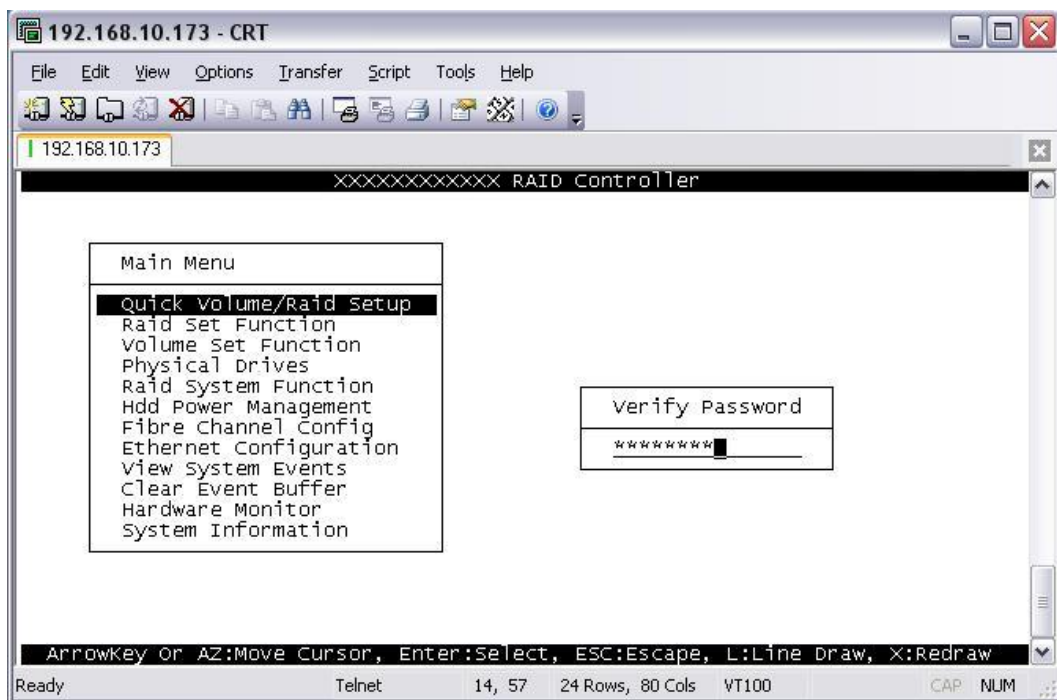 192.168.10.173 - CRT
File Edit View Options Transfer Script Tools Help
192.168.10.173
XXXXXXXXXXXX RAID Controller
Main Menu
Quick Volume/Raid Setup
Raid Set Function
Volume Set Function
Physical Drives
Raid System Function
Hdd Power Management
Fibre Channel Config
Ethernet Configuration
View System Events
Clear Event Buffer
Hardware Monitor
System Information
Verify Password
********
ArrowKey Or AZ:Move Cursor, Enter:Select, ESC:Escape, L:Line Draw, X:Redraw
Ready Telnet 14, 57 24 Rows, 80 Cols VT100 CAP NUM